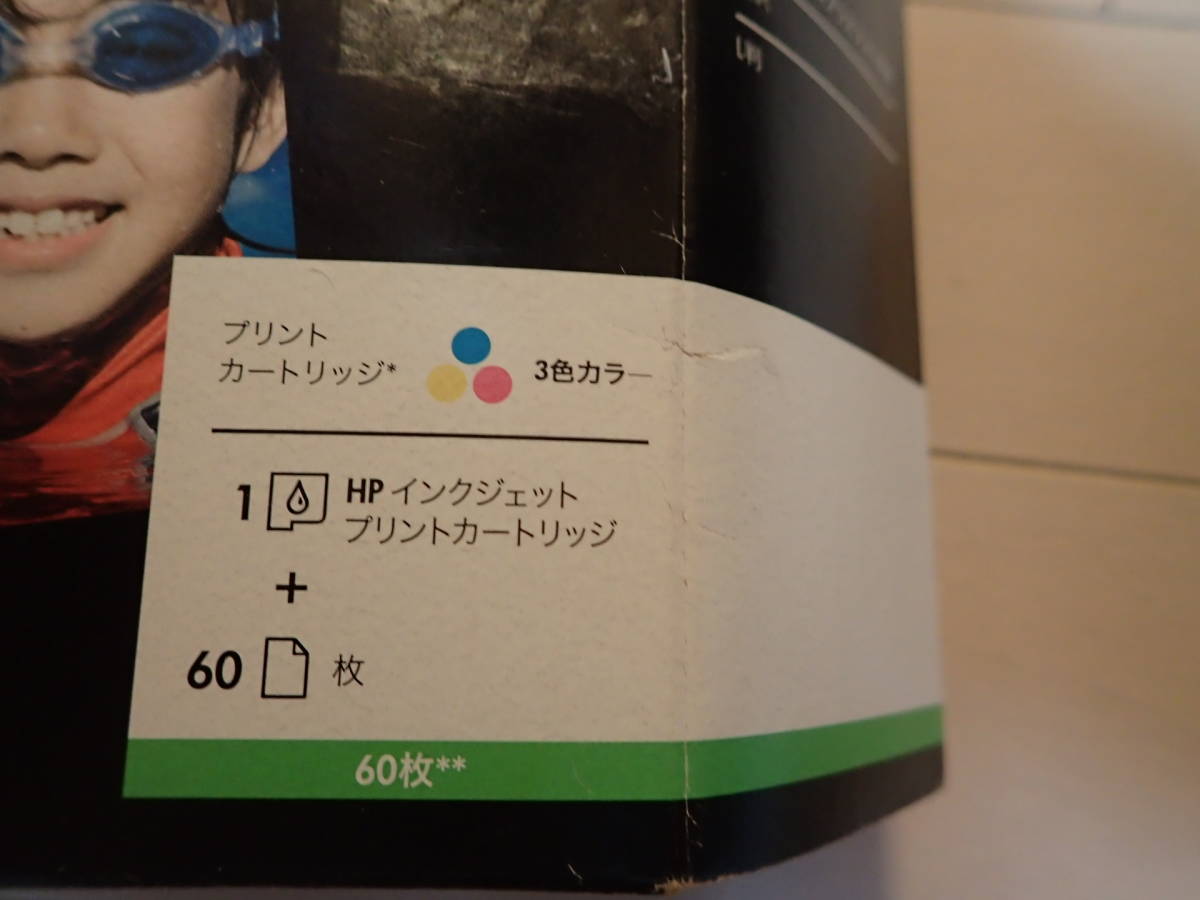 L判
プリント
カートリッジ*
3色カラー
1 HP インクジェット
プリントカートリッジ
+
60 枚
60枚**